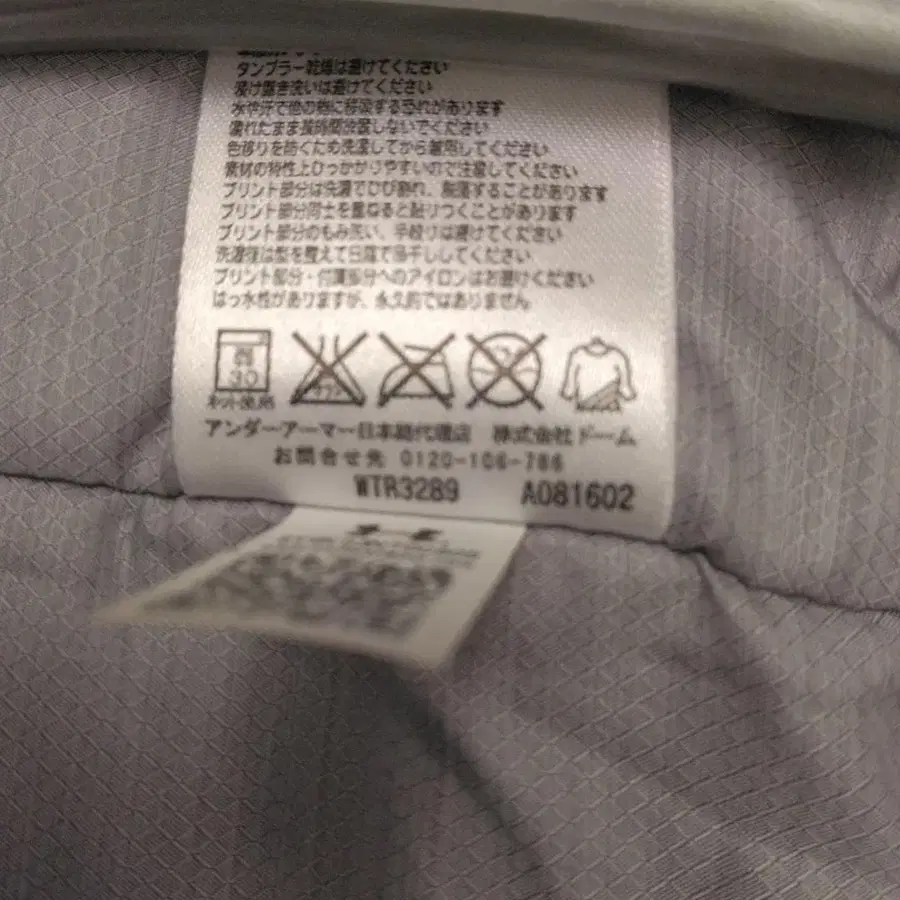 タンブラー乾燥は避けてください
浸け置き洗いは避けてください
水や汗で他の物に移染する恐れがあります
濡れたまま長時間放置しないでください
色移りを防ぐため洗濯してから着用してください
素材の特性上ひっかかりやすいので注意してください
プリント部分は洗濯でひび割れ、脱落することがあります
プリント部分同士を重ねると貼りつくことがあります
プリント部分のもみ洗い、手絞りは避けてください
洗濯後は型を整えて日陰で吊干ししてください
プリント部分・付属部分へのアイロンはお避けください
はっ水性がありますが、永久的ではありません
30
ネット使用
アンダーアーマー日本総代理店 株式会社ドーム
お問合せ先 0120-106-786
WTR3289 A081602